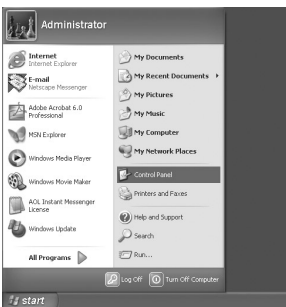 Administrator
Internet
Internet Explorer
E-mail
Netscape Messenger
Adobe Acrobat 6.0
Professional
MSN Explorer
Windows Media Player
Windows Movie Maker
AOL Instant Messenger
License
Windows Update
All Programs
My Documents
My Recent Documents
My Pictures
My Music
My Computer
My Network Places
Control Panel
Printers and Faxes
Help and Support
Search
Run...
Log Off
Turn Off Computer
start